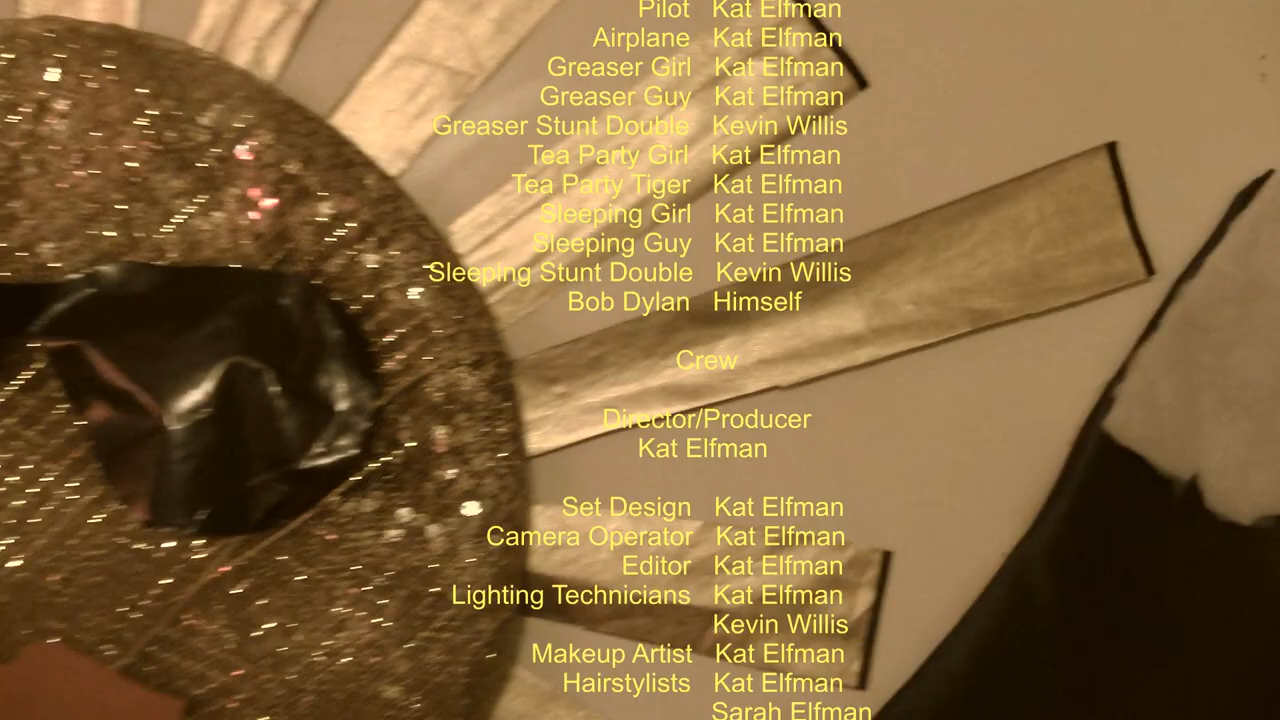 Pilot Kat Elfman
Airplane Kat Elfman
Greaser Girl Kat Elfman
Greaser Guy Kat Elfman
Greaser Stunt Double Kevin Willis
Tea Party Girl Kat Elfman
Tea Party Tiger Kat Elfman
Sleeping Girl Kat Elfman
Sleeping Guy Kat Elfman
Sleeping Stunt Double Kevin Willis
Bob Dylan Himself
Crew
Director/Producer
Kat Elfman
Set Design Kat Elfman
Camera Operator Kat Elfman
Editor Kat Elfman
Lighting Technicians Kat Elfman
Kevin Willis
Makeup Artist Kat Elfman
Hairstylists Kat Elfman
Sarah Elfman